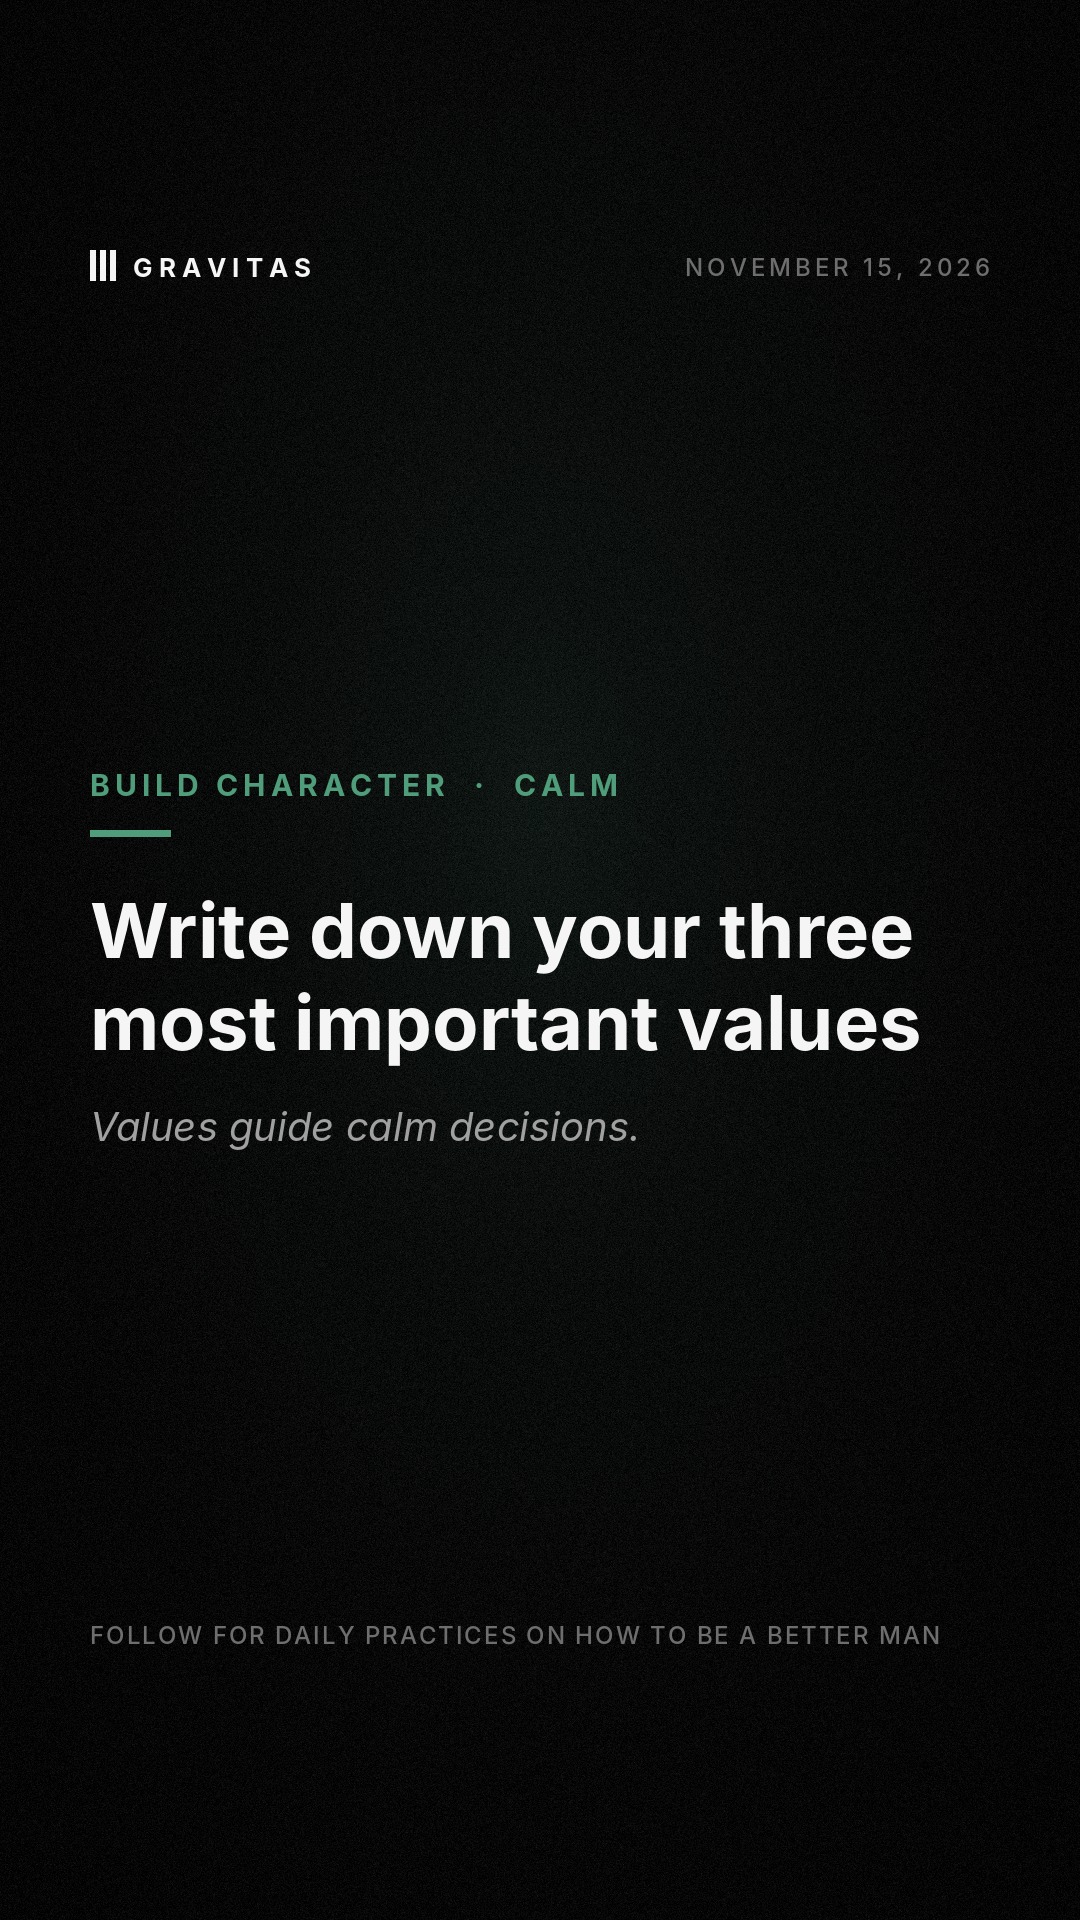 GRAVITAS
NOVEMBER 15, 2026
BUILD CHARACTER · CALM
Write down your three
most important values
Values guide calm decisions.
FOLLOW FOR DAILY PRACTICES ON HOW TO BE A BETTER MAN